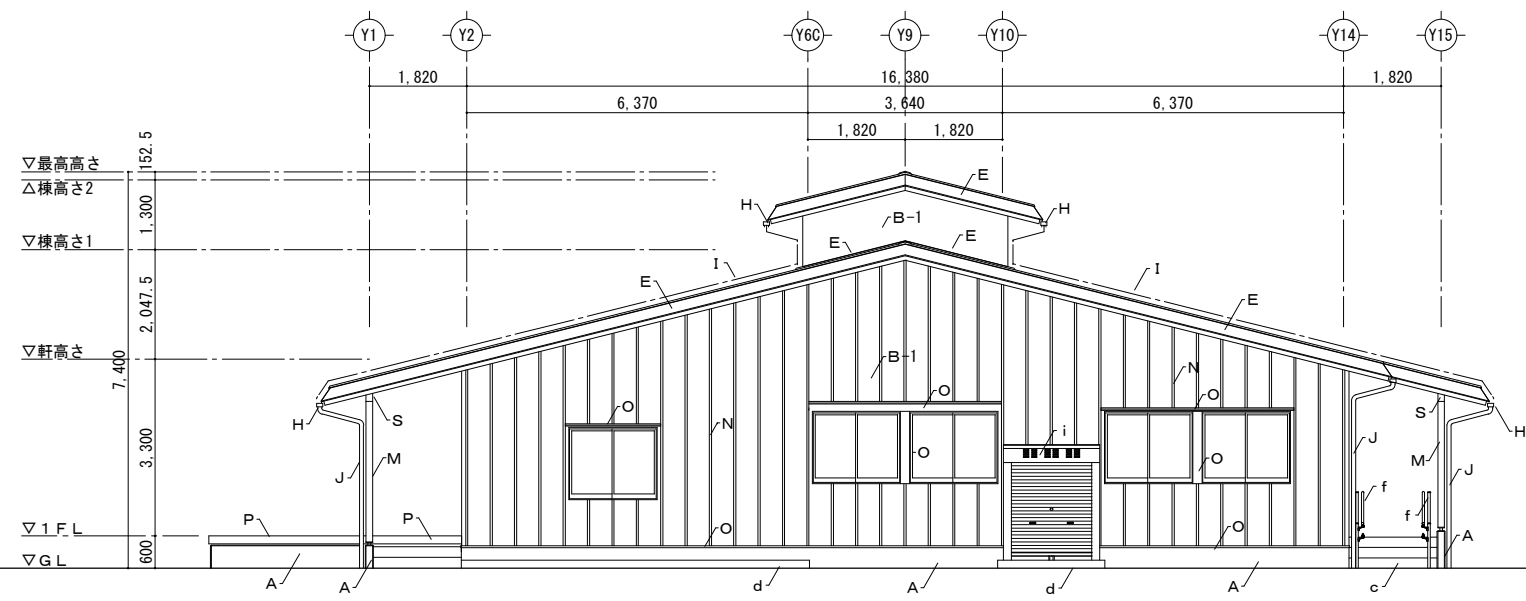 Y1 Y2 Y6C Y9 Y10 Y14 Y15
1,820 16,380 1,820
6,370 3,640 6,370
1,820 1,820
▽最高高さ
152.5
△棟高さ2
1,300
▽棟高さ1
2,047.5
▽軒高さ
7,400
3,300
▽1FL
600
▽GL
E
H H
B-1
E E
I I
E E
B-1 N
O O O
H S S H
N i
J M O O J M J
f f
P P O O A
A A d A d A c